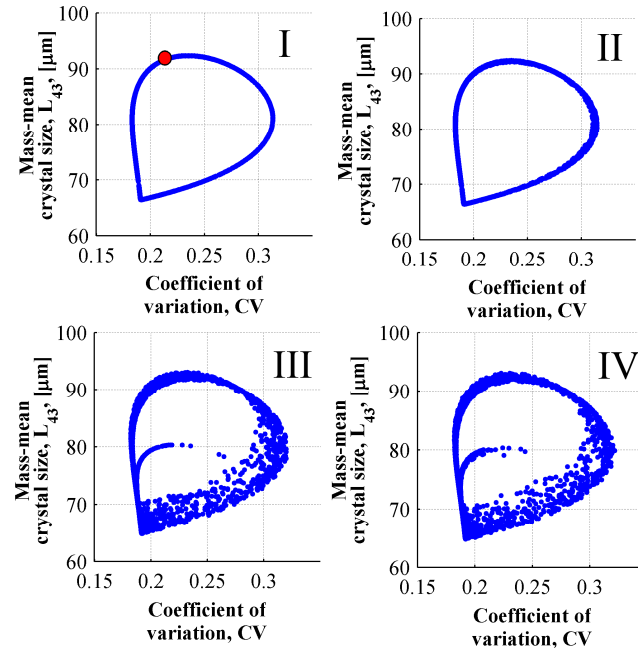 100
90
80
70
60
Mass-mean
crystal size, L43, [μm]
I
0.15
0.2
0.25
0.3
Coefficient of
variation, CV
100
90
80
70
60
Mass-mean
crystal size, L43, [μm]
II
0.15
0.2
0.25
0.3
Coefficient of
variation, CV
100
90
80
70
60
Mass-mean
crystal size, L43, [μm]
III
0.15
0.2
0.25
0.3
Coefficient of
variation, CV
100
90
80
70
60
Mass-mean
crystal size, L43, [μm]
IV
0.15
0.2
0.25
0.3
Coefficient of
variation, CV